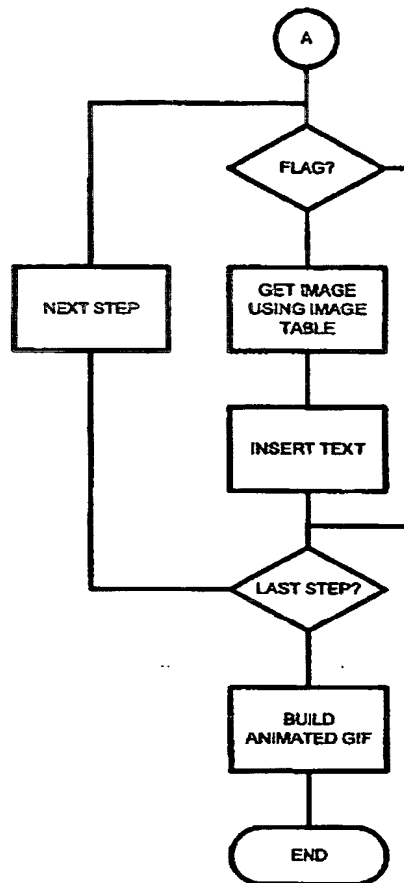 A
FLAG?
NEXT STEP
GET IMAGE
USING IMAGE
TABLE
INSERT TEXT
LAST STEP?
BUILD
ANIMATED GIF
END